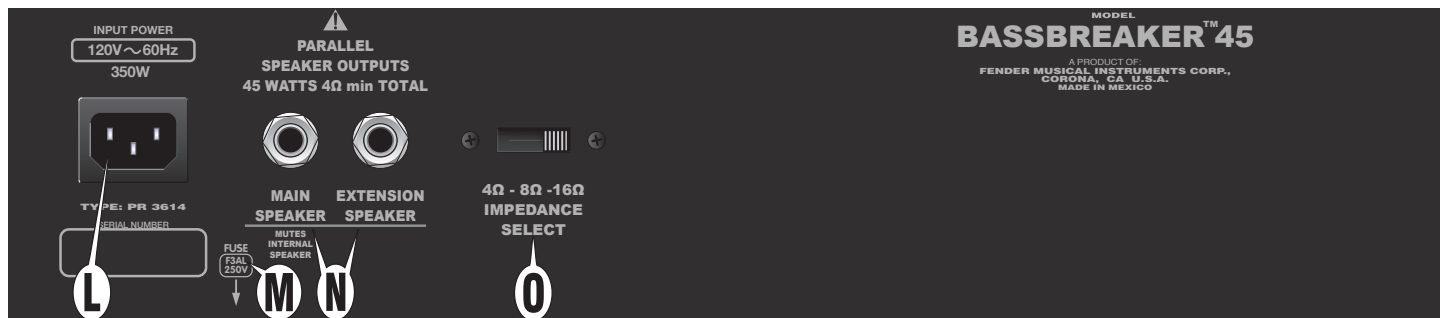 INPUT POWER
120V～60Hz
350W
TYPE: PR 3614
SERIAL NUMBER
L
FUSE
F3AL
250V
M
PARALLEL
SPEAKER OUTPUTS
45 WATTS 4Ω min TOTAL
MAIN
SPEAKER
MUTES
INTERNAL
SPEAKER
EXTENSION
SPEAKER
N
4Ω - 8Ω -16Ω
IMPEDANCE
SELECT
O
MODEL
BASSBREAKER™45
A PRODUCT OF:
FENDER MUSICAL INSTRUMENTS CORP.,
CORONA, CA U.S.A.
MADE IN MEXICO